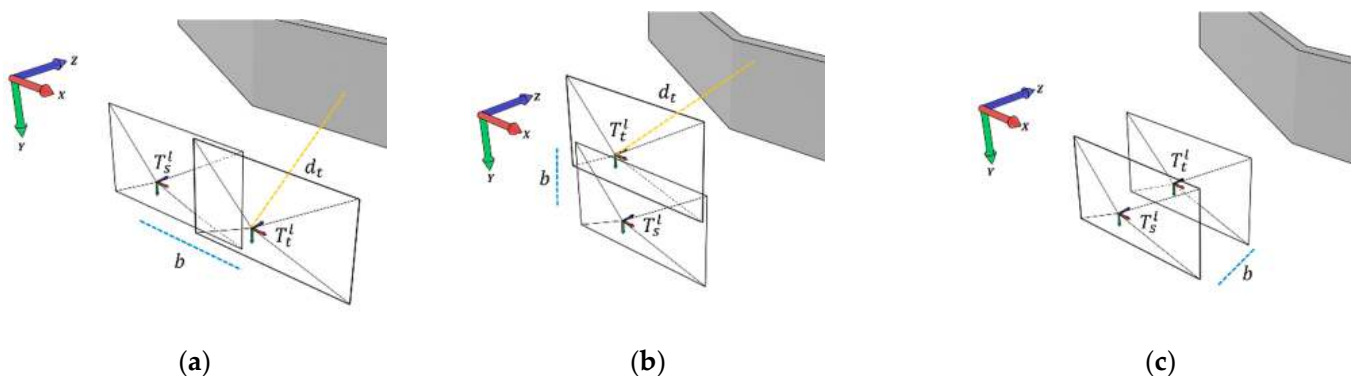 Z
X
Y
T_s^l
T_t^l
d_t
b
(a)
Z
X
Y
d_t
T_t^l
b
T_s^l
(b)
Z
X
Y
T_t^l
T_s^l
b
(c)